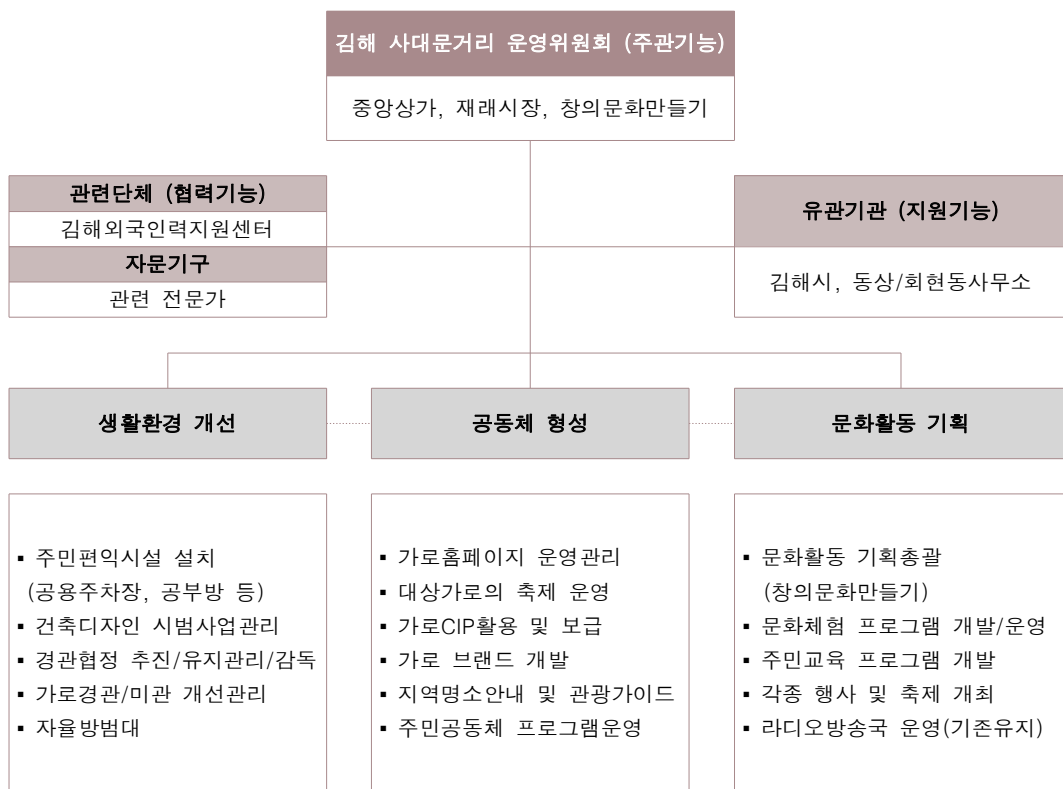 김해 사대문거리 운영위원회 (주관기능)
중앙상가, 재래시장, 창의문화만들기
관련단체 (협력기능)
김해외국인력지원센터
자문기구
관련 전문가
유관기관 (지원기능)
김해시, 동상/회현동사무소
생활환경 개선
공동체 형성
문화활동 기획
▪ 주민편익시설 설치
(공용주차장, 공부방 등)
▪ 건축디자인 시범사업관리
▪ 경관협정 추진/유지관리/감독
▪ 가로경관/미관 개선관리
▪ 자율방범대
▪ 가로홈페이지 운영관리
▪ 대상가로의 축제 운영
▪ 가로CIP활용 및 보급
▪ 가로 브랜드 개발
▪ 지역명소안내 및 관광가이드
▪ 주민공동체 프로그램운영
▪ 문화활동 기획총괄
(창의문화만들기)
▪ 문화체험 프로그램 개발/운영
▪ 주민교육 프로그램 개발
▪ 각종 행사 및 축제 개최
▪ 라디오방송국 운영(기존유지)